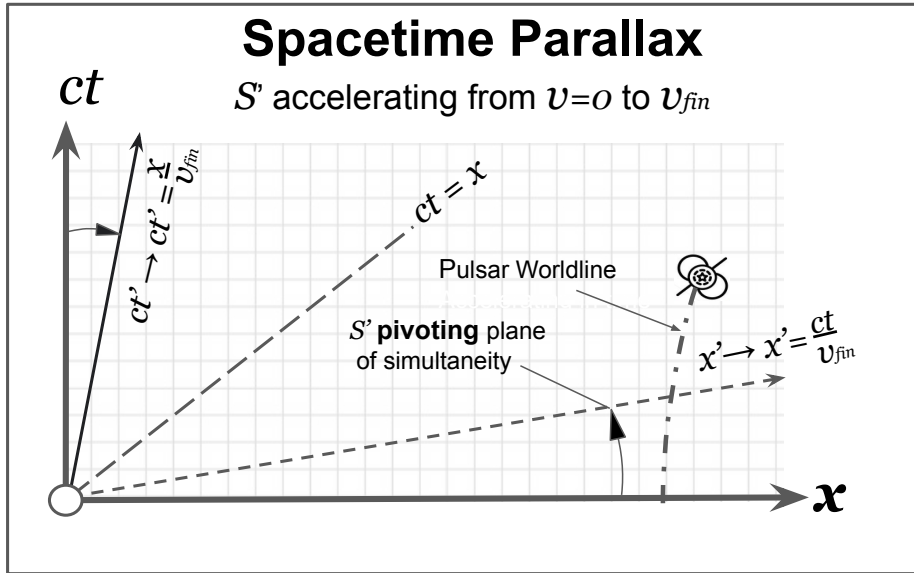 Spacetime Parallax
S' accelerating from v=0 to vfin
ct
ct' → ct' = x/vfin
ct = x
Pulsar Worldline
S' pivoting plane
of simultaneity
x' → x' = ct/vfin
x